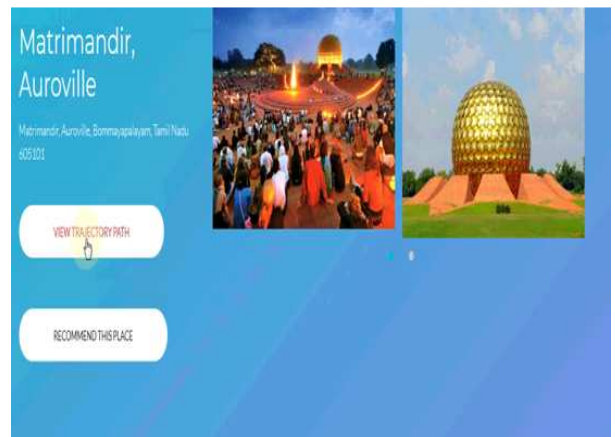 Matrimandir,
Auroville
Matrimandir, Auroville, Bommayapalayam, Tamil Nadu
605101
VIEW TRAJECTORY PATH
RECOMMEND THIS PLACE